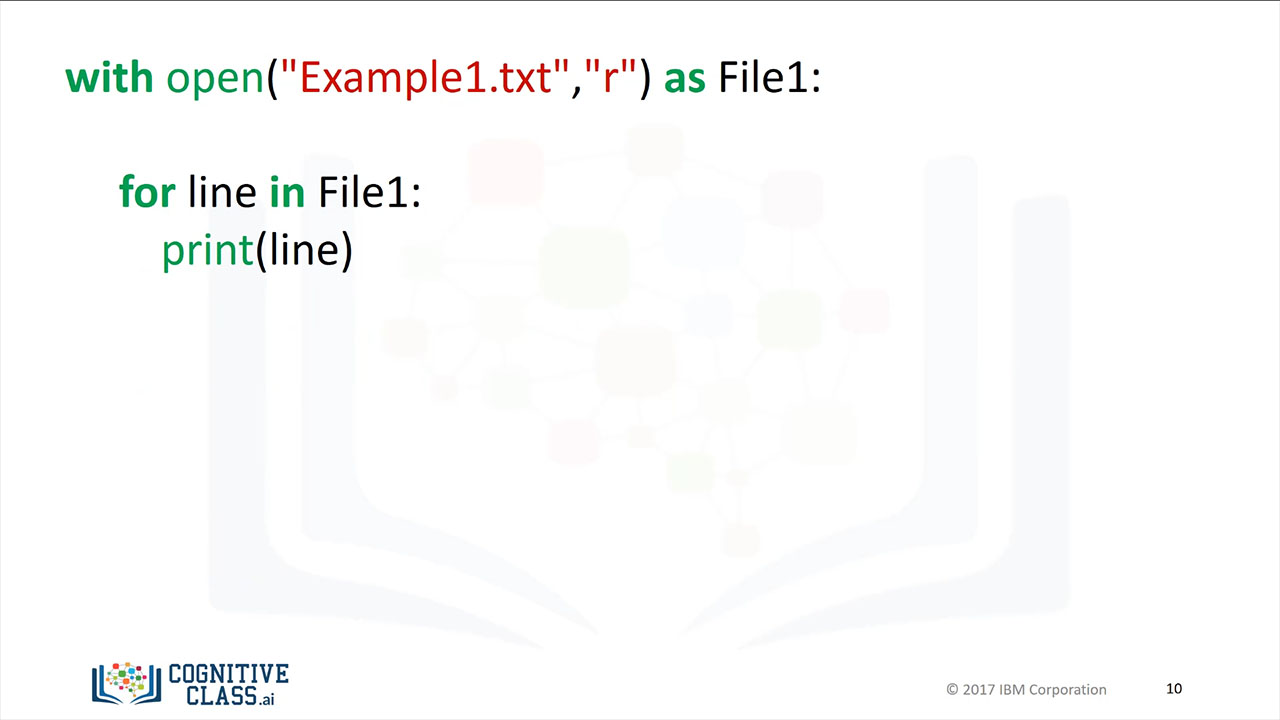 with open("Example1.txt","r") as File1:
for line in File1:
print(line)
COGNITIVE
CLASS.ai
© 2017 IBM Corporation
10